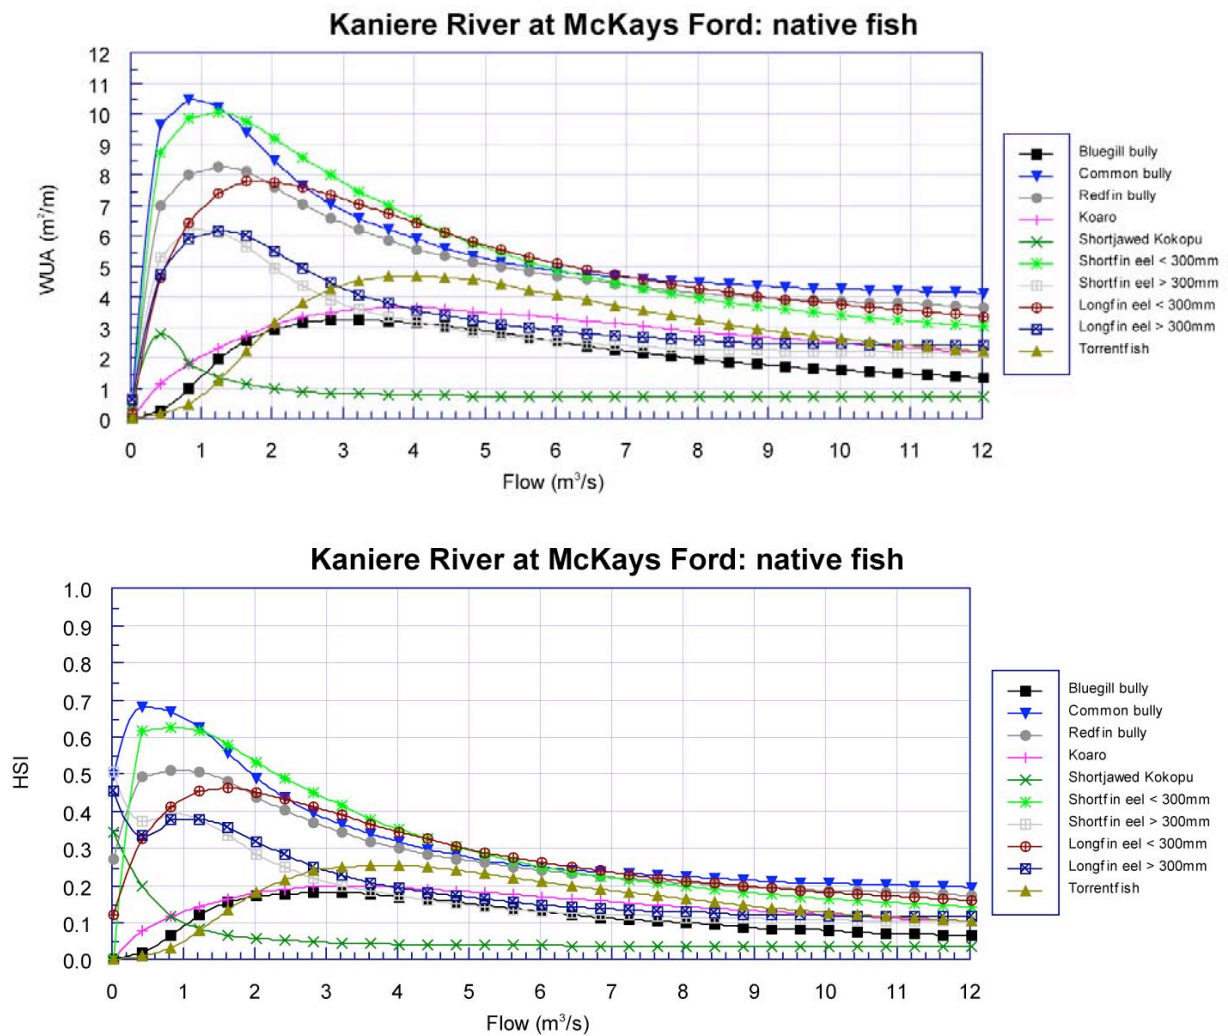 Kaniere River at McKays Ford: native fish
12
11
10
9
8
7
6
5
4
3
2
1
0
WUA (m²/m)
0 1 2 3 4 5 6 7 8 9 10 11 12
Flow (m³/s)
Bluegill bully
Common bully
Redfin bully
Koaro
Shortjawed Kokopu
Shortfin eel < 300mm
Shortfin eel > 300mm
Longfin eel < 300mm
Longfin eel > 300mm
Torrentfish
Kaniere River at McKays Ford: native fish
1.0
0.9
0.8
0.7
0.6
0.5
0.4
0.3
0.2
0.1
0.0
HSI
0 1 2 3 4 5 6 7 8 9 10 11 12
Flow (m³/s)
Bluegill bully
Common bully
Redfin bully
Koaro
Shortjawed Kokopu
Shortfin eel < 300mm
Shortfin eel > 300mm
Longfin eel < 300mm
Longfin eel > 300mm
Torrentfish